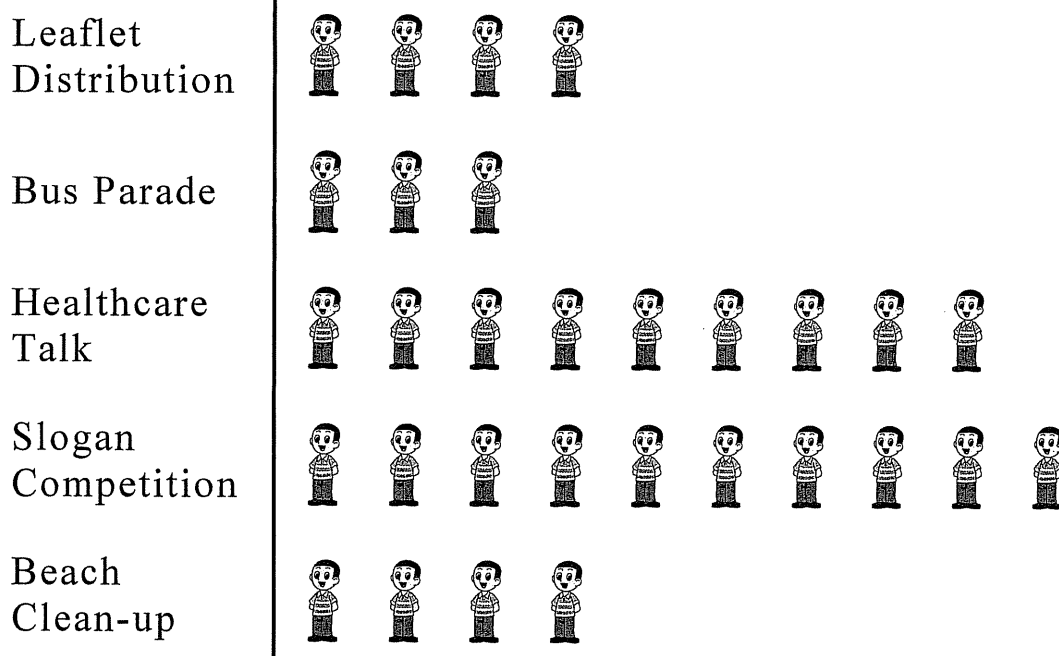 Leaflet
Distribution
Bus Parade
Healthcare
Talk
Slogan
Competition
Beach
Clean-up